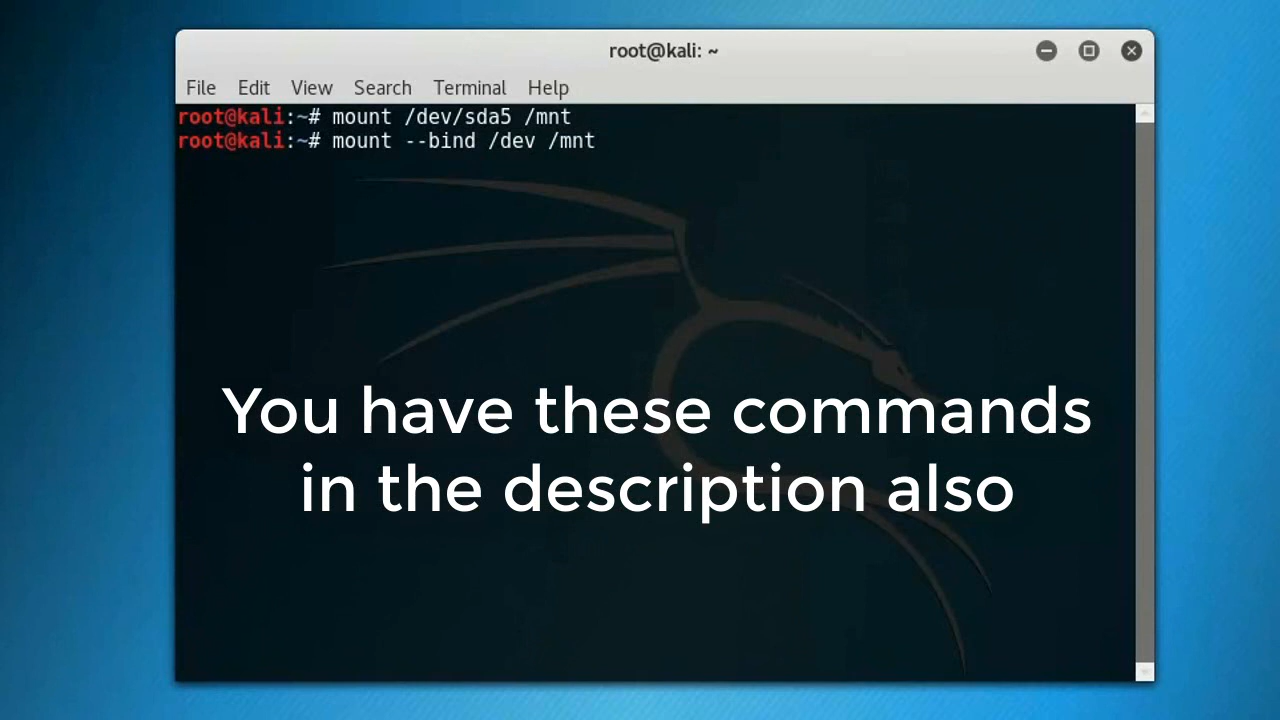 root@kali: ~
File Edit View Search Terminal Help
root@kali:~# mount /dev/sda5 /mnt
root@kali:~# mount --bind /dev /mnt
You have these commands
in the description also